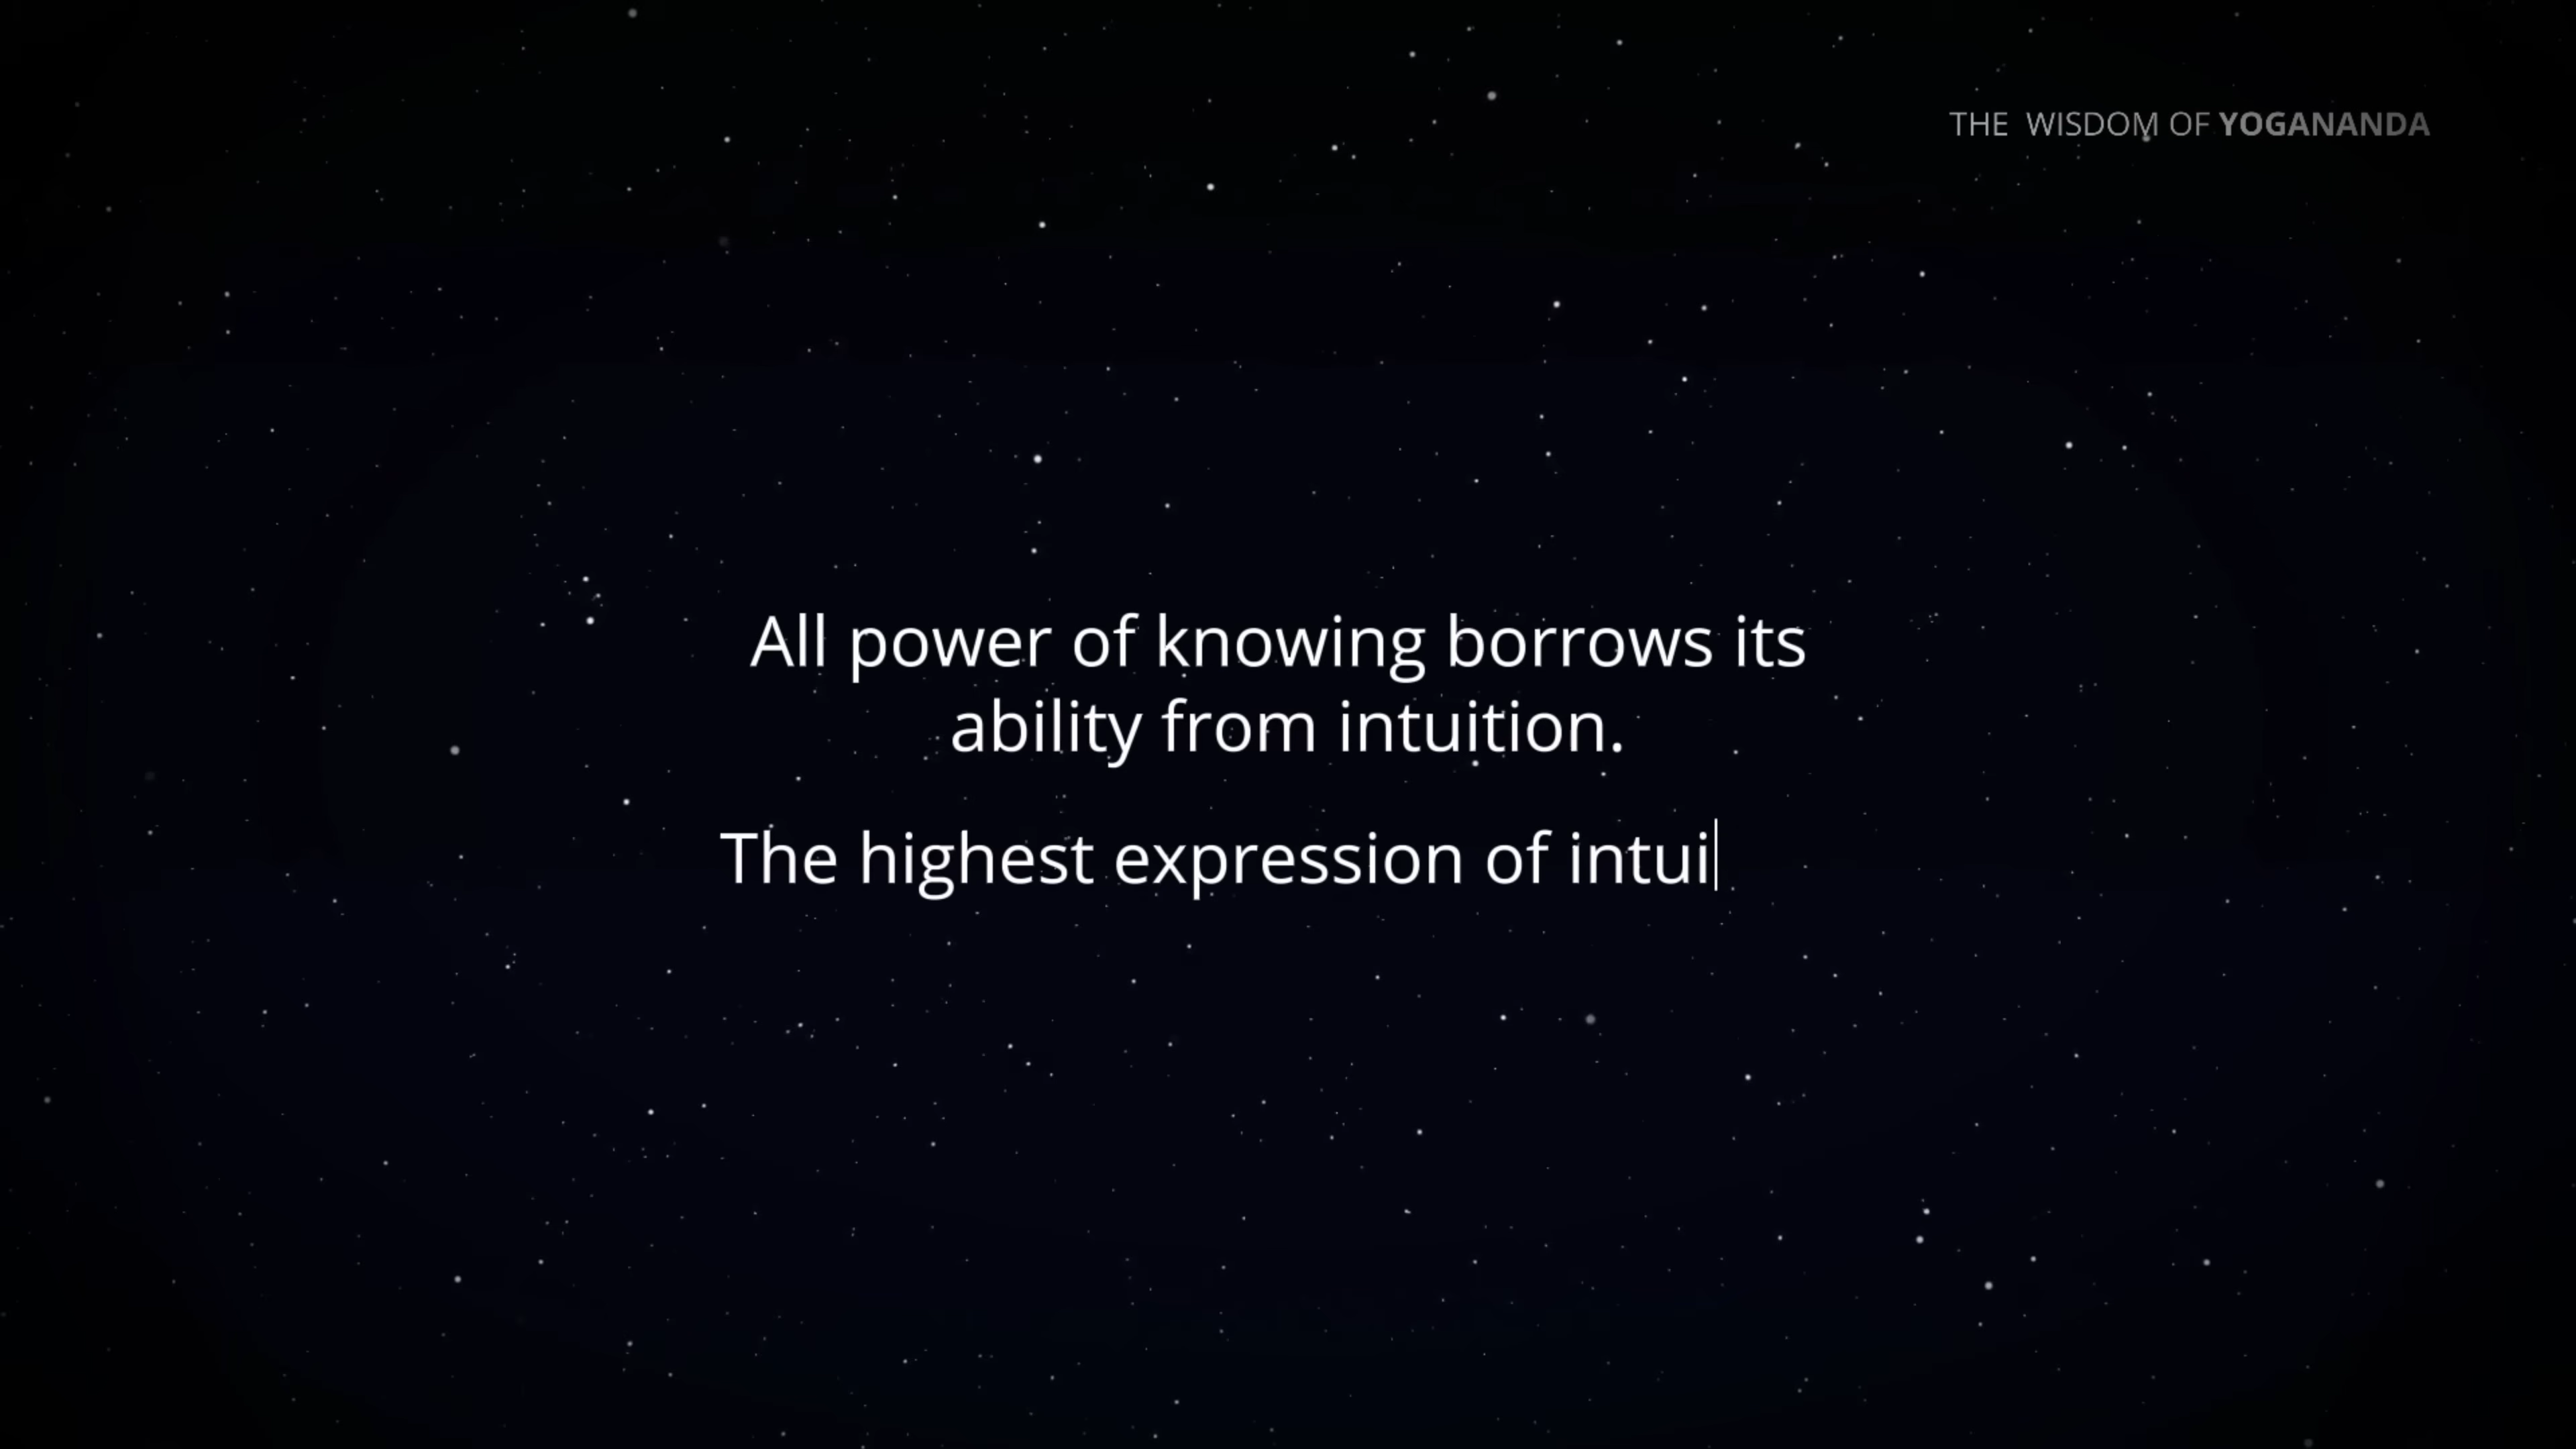 THE WISDOM OF YOGANANDA
All power of knowing borrows its
ability from intuition.
The highest expression of intui